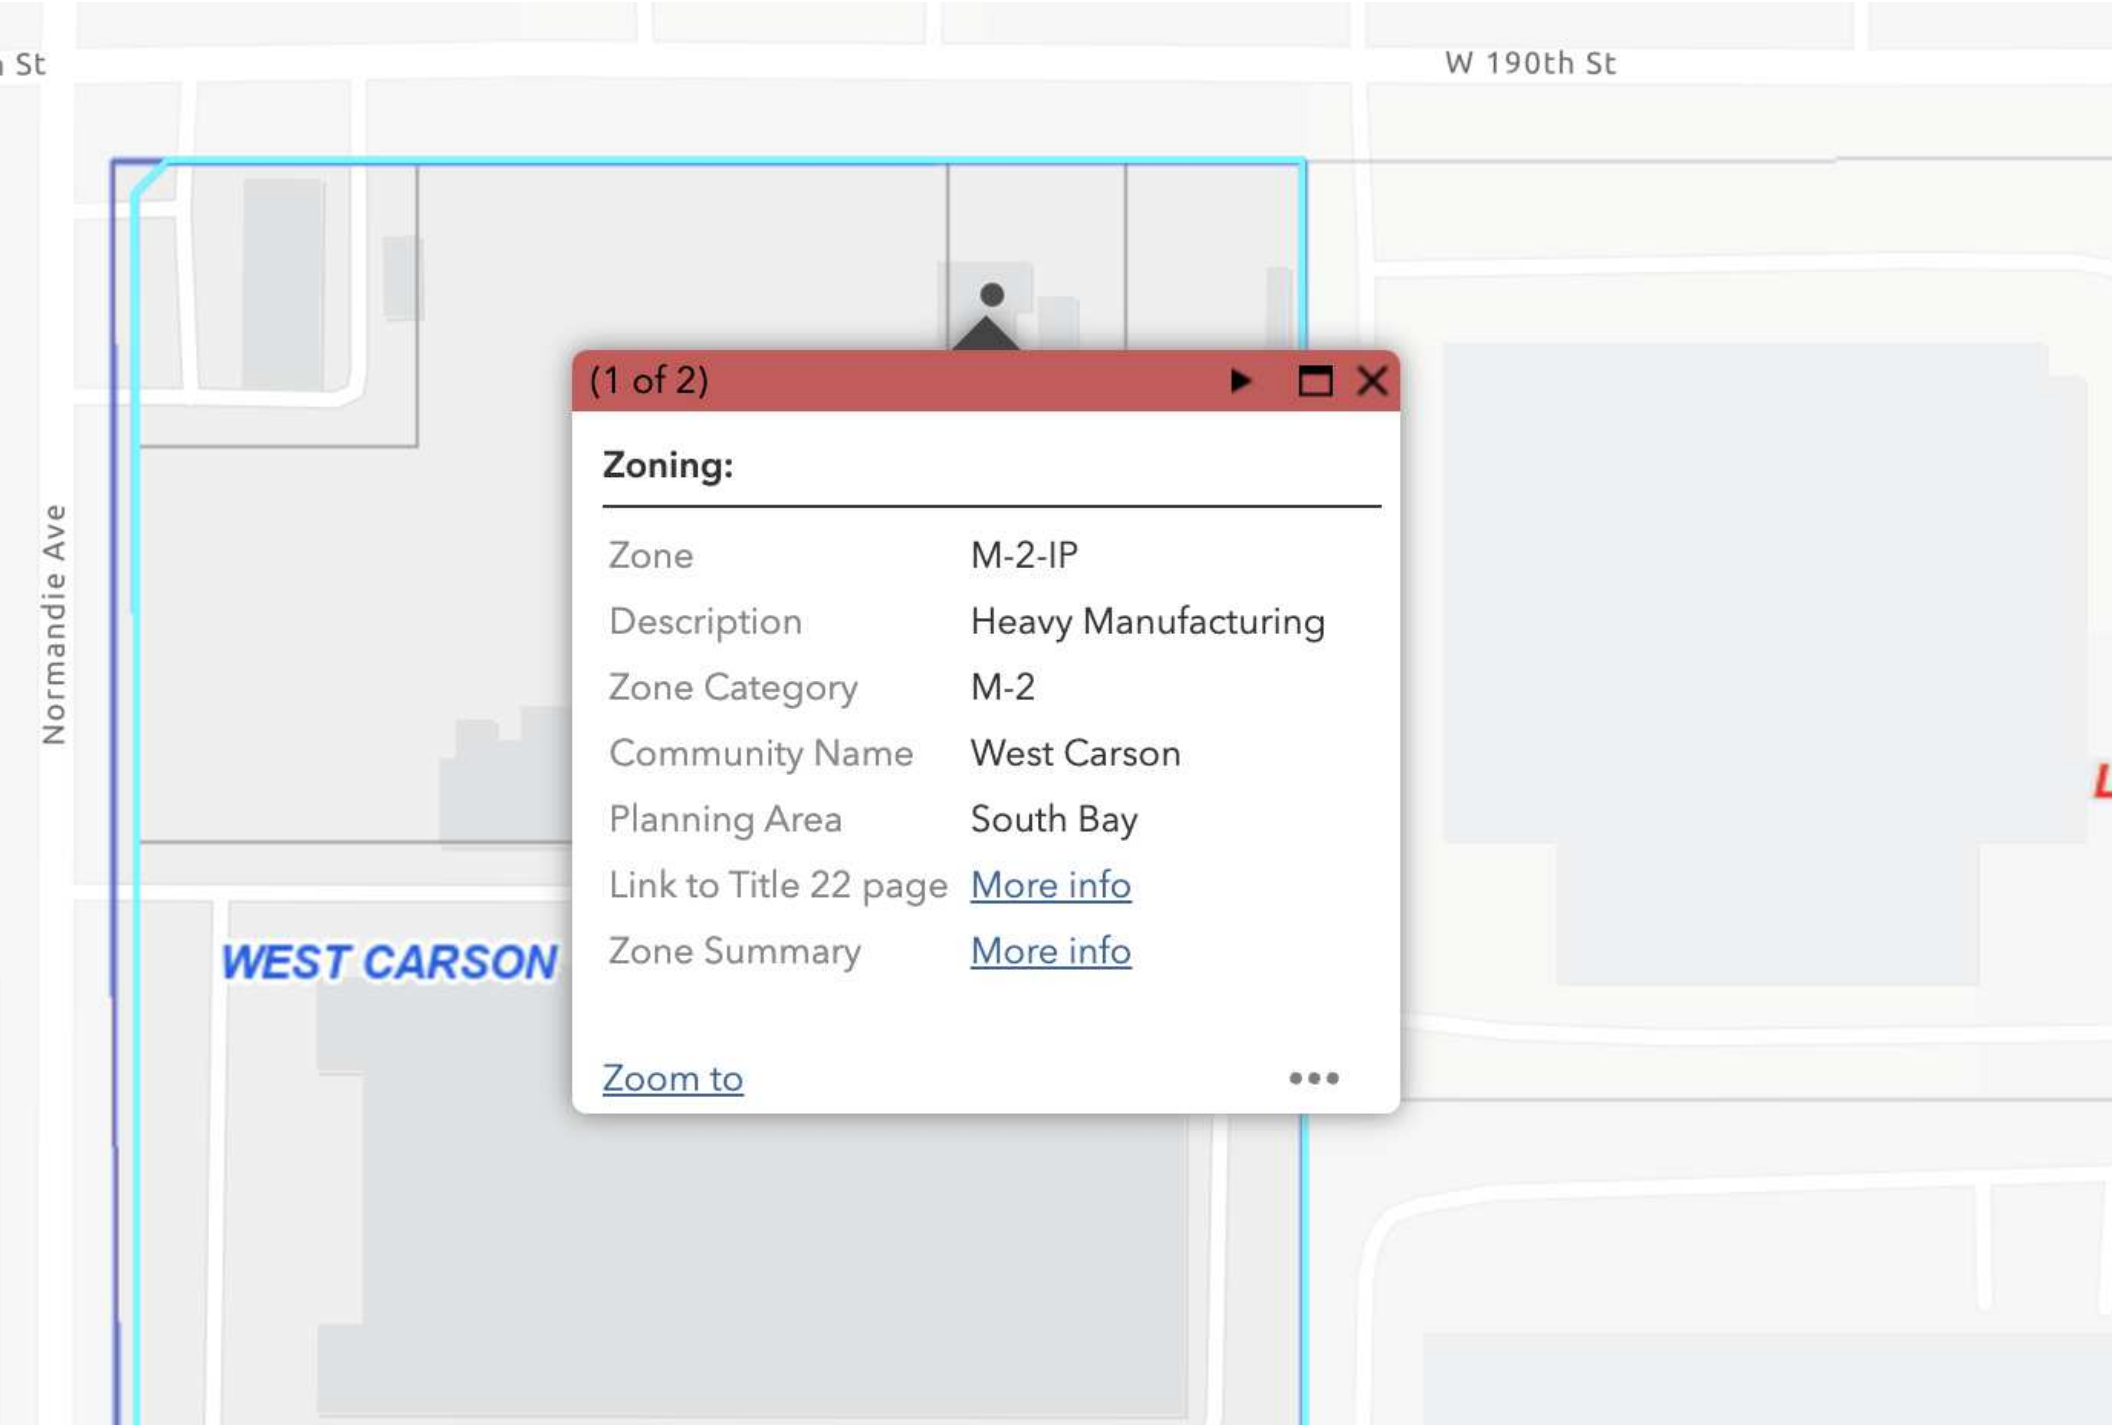 St
W 190th St
(1 of 2)
Zoning:
Zone M-2-IP
Description Heavy Manufacturing
Zone Category M-2
Community Name West Carson
Planning Area South Bay
Link to Title 22 page More info
Zone Summary More info
Zoom to
Normandie Ave
WEST CARSON
L